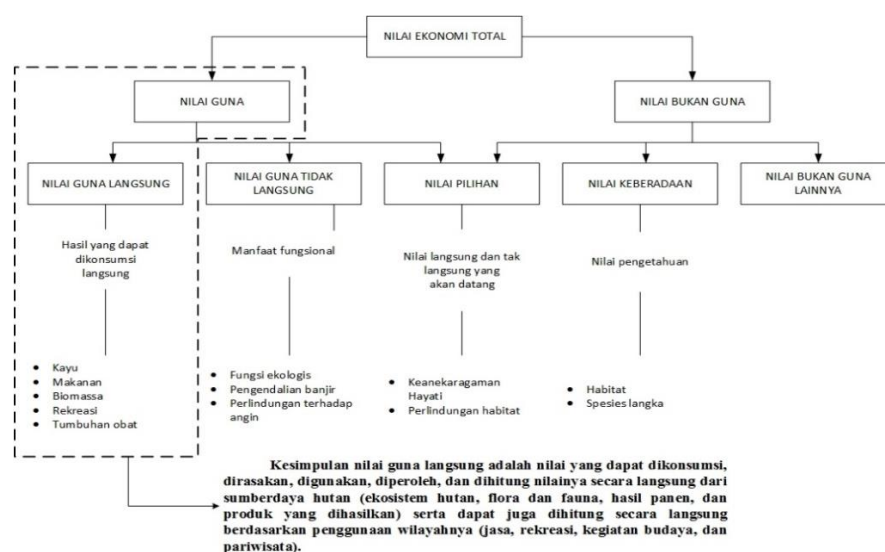 NILAI EKONOMI TOTAL
NILAI GUNA
NILAI BUKAN GUNA
NILAI GUNA LANGSUNG
NILAI GUNA TIDAK
LANGSUNG
NILAI PILIHAN
NILAI KEBERADAAN
NILAI BUKAN GUNA
LAINNYA
Hasil yang dapat
dikonsumsi
langsung
Manfaat fungsional
Nilai langsung dan tak
langsung yang
akan datang
Nilai pengetahuan
• Kayu
• Makanan
• Biomassa
• Rekreasi
• Tumbuhan obat
• Fungsi ekologis
• Pengendalian banjir
• Perlindungan terhadap
angin
• Keanekaragaman
Hayati
• Perlindungan habitat
• Habitat
• Spesies langka
Kesimpulan nilai guna langsung adalah nilai yang dapat dikonsumsi,
dirasakan, digunakan, diperoleh, dan dihitung nilainya secara langsung dari
sumberdaya hutan (ekosistem hutan, flora dan fauna, hasil panen, dan
produk yang dihasilkan) serta dapat juga dihitung secara langsung
berdasarkan penggunaan wilayahnya (jasa, rekreasi, kegiatan budaya, dan
pariwisata).